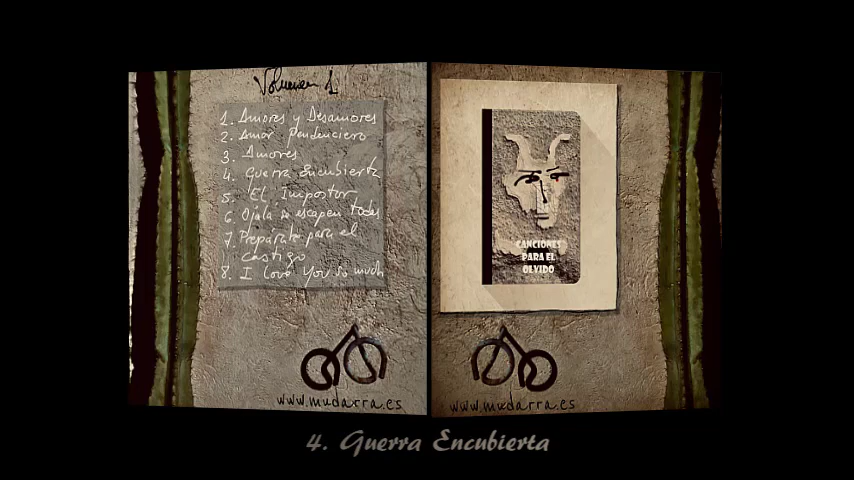 Volumen 1
1. Amores y Desamores
2. Amor pendenciero
3. Amores
4. Guerra Encubierta
5. El Impostor
6. Ojalá se escapen todas
7. Prepárate para el
castigo
8. I love you so much
www.mudarra.es
CANCIONES
PARA EL
OLVIDO
www.mudarra.es
4. Guerra Encubierta